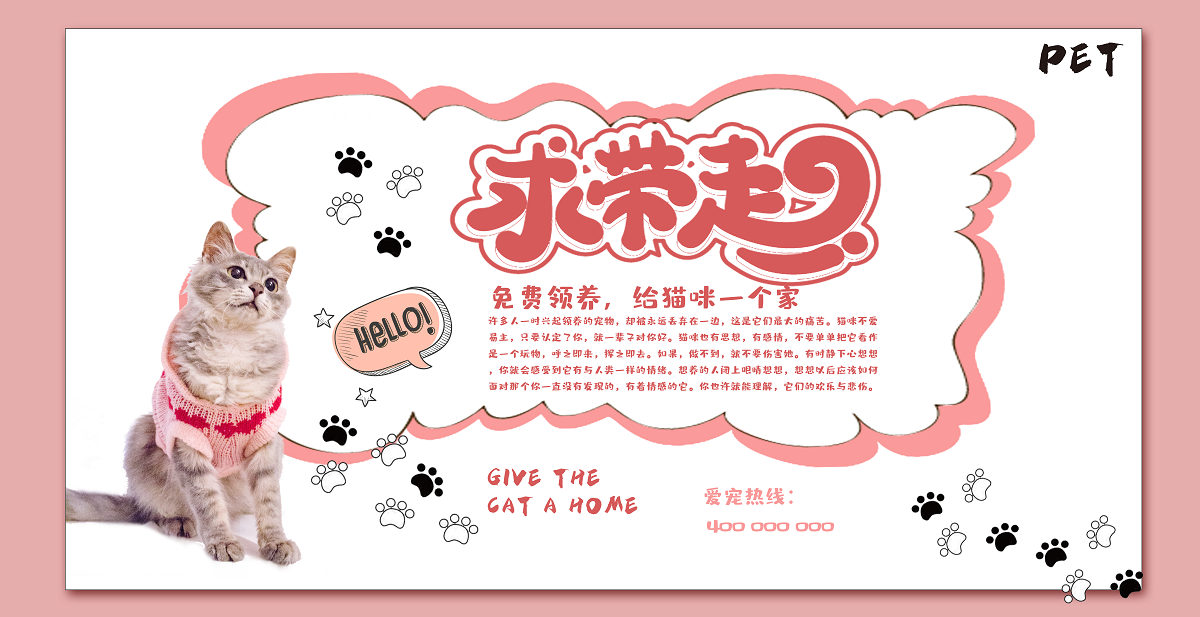 PET
求带走
免费领养，给猫咪一个家
许多人一时兴起领养的宠物，却被永远丢弃在一边，这是它们最大的痛苦。猫咪不爱
易主，只要认定了你，就一辈子对你好。猫咪也有思想，有感情，不要单单把它看作
是一个玩物，呼之即来，挥之即去。如果，做不到，就不要伤害她。有时静下心想想
，你就会感受到它有与人类一样的情绪。想养的人闭上眼睛想想，想想以后应该如何
面对那个你一直没有发现的，有着情感的它。你也许就能理解，它们的欢乐与悲伤。
HELLO!
GIVE THE
CAT A HOME
爱宠热线：
400 000 000